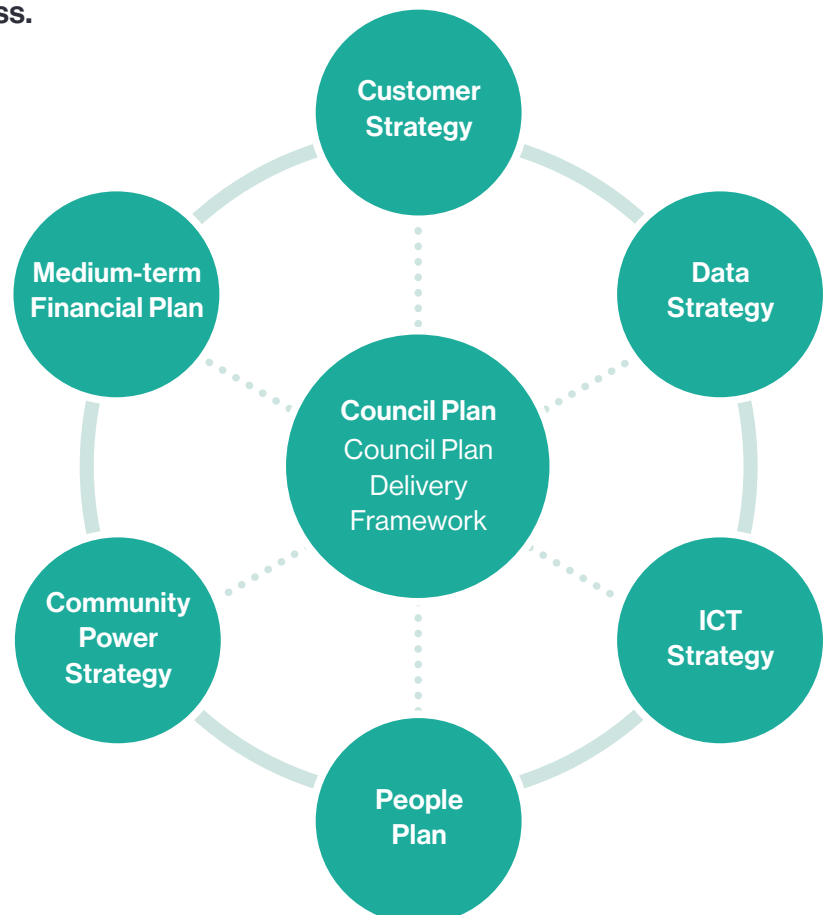 ss.
Customer
Strategy
Medium-term
Financial Plan
Data
Strategy
Council Plan
Council Plan
Delivery
Framework
Community
Power
Strategy
ICT
Strategy
People
Plan